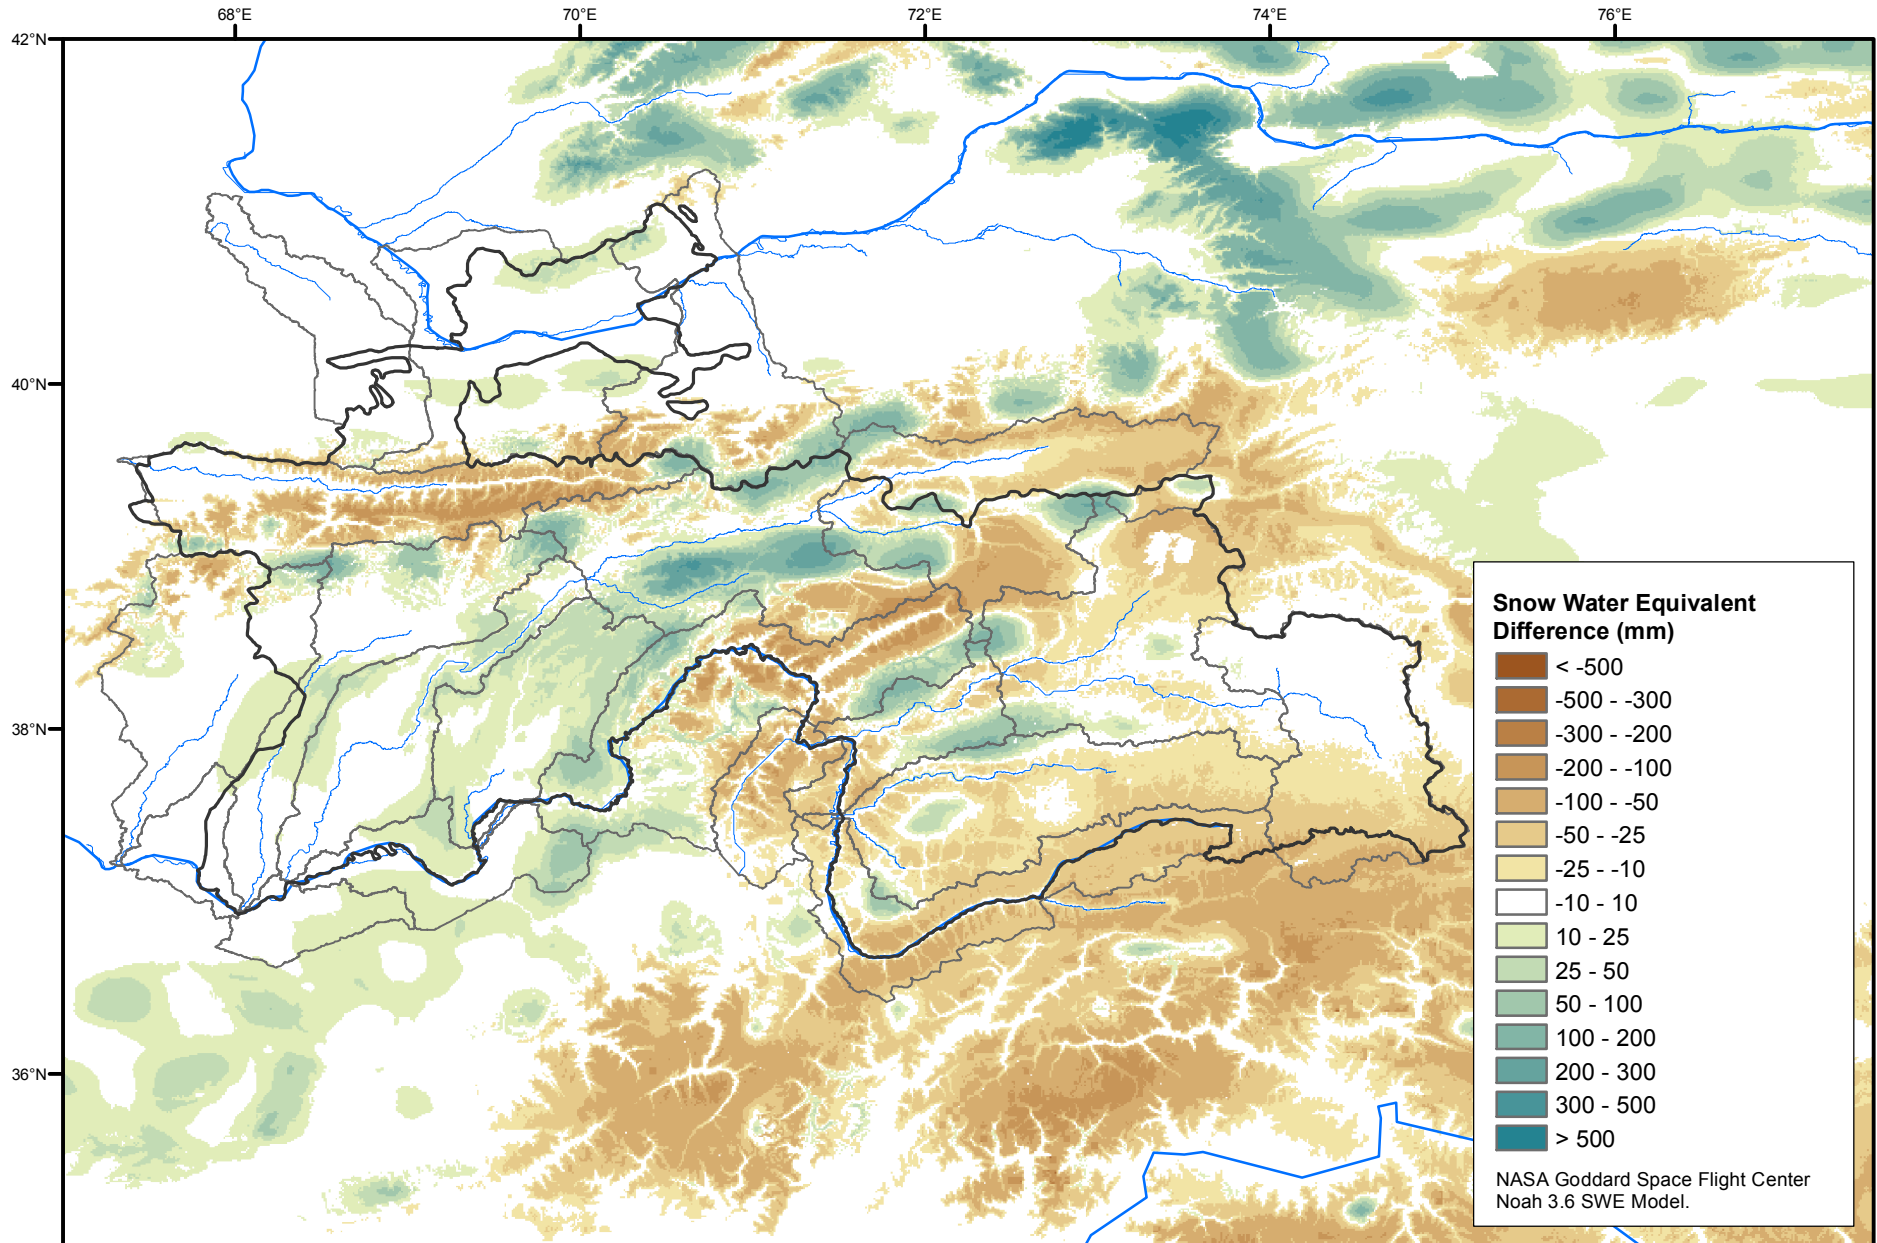 68°E 70°E 72°E 74°E 76°E
42°N
40°N
38°N
36°N
Snow Water Equivalent
Difference (mm)
< -500
-500 - -300
-300 - -200
-200 - -100
-100 - -50
-50 - -25
-25 - -10
-10 - 10
10 - 25
25 - 50
50 - 100
100 - 200
200 - 300
300 - 500
> 500
NASA Goddard Space Flight Center
Noah 3.6 SWE Model.